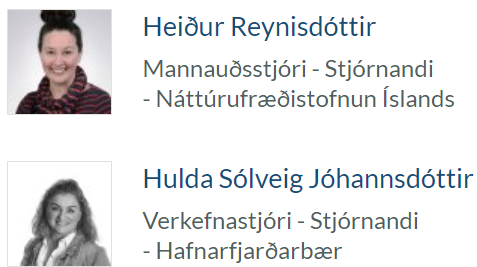 Heiður Reynisdóttir
Mannauðsstjóri - Stjórnandi
- Náttúrufræðistofnun Íslands
Hulda Sólveig Jóhannsdóttir
Verkefnastjóri - Stjórnandi
- Hafnarfjarðarbær